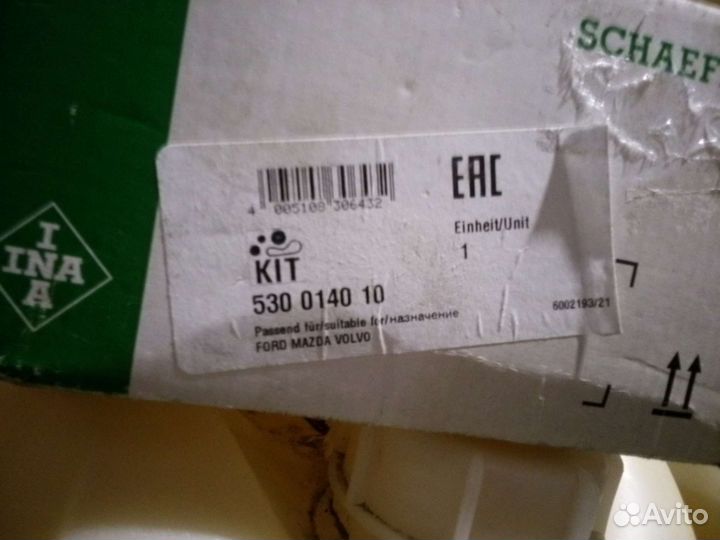 SCHAEF
EAC
4 005108 306432
Einheit/Unit
1
KIT
530 0140 10
Passend für/suitable for/назначение
FORD MAZDA VOLVO
6002193/21
INA
INA
Avito